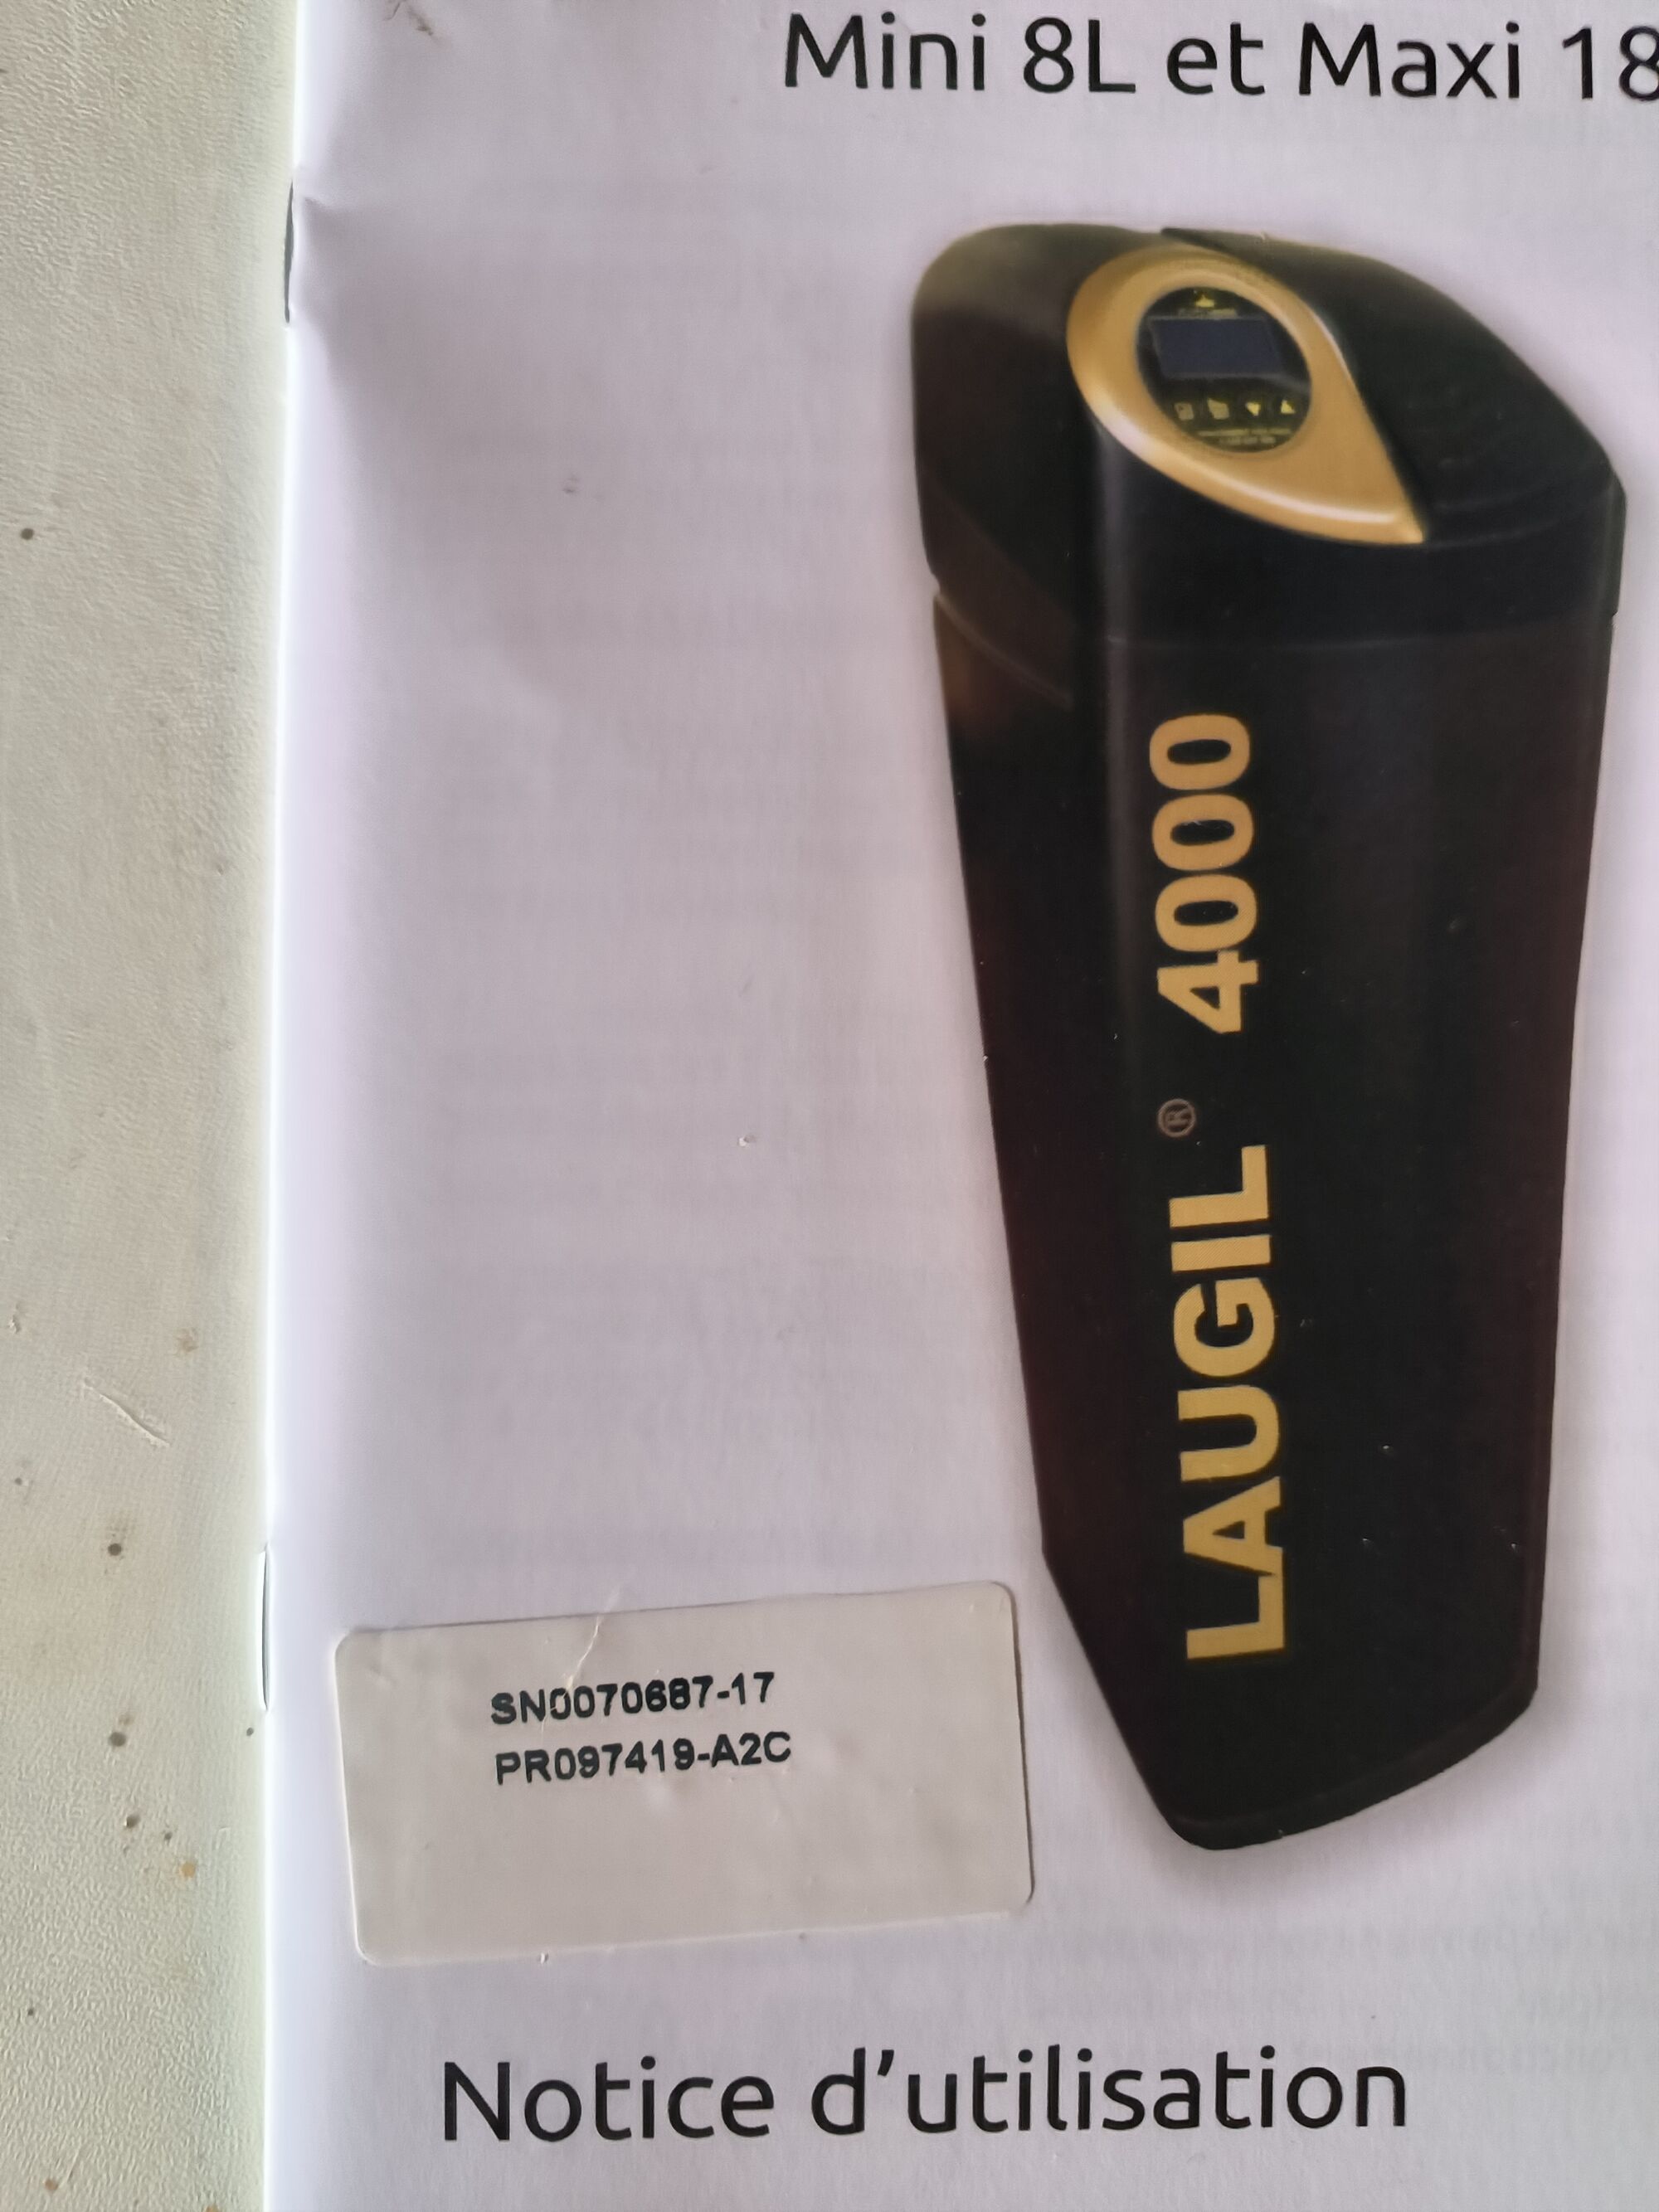 Mini 8L et Maxi 18
LAUGIL ® 4000
SN0070687-17
PR097419-A2C
Notice d'utilisation